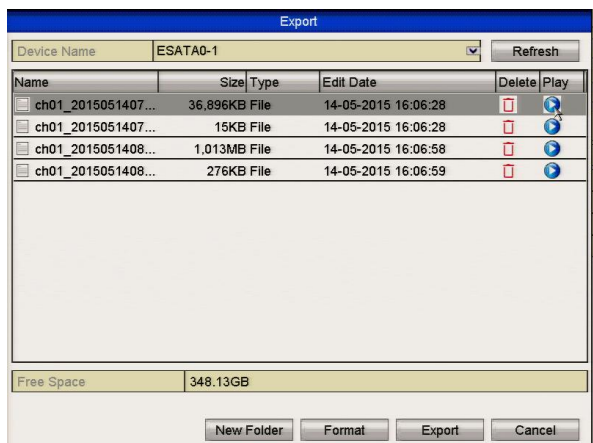 Export
Device Name ESATA0-1 Refresh
Name Size Type Edit Date Delete Play
ch01_2015051407... 36,896KB File 14-05-2015 16:06:28
ch01_2015051407... 15KB File 14-05-2015 16:06:28
ch01_2015051408... 1,013MB File 14-05-2015 16:06:58
ch01_2015051408... 276KB File 14-05-2015 16:06:59
Free Space 348.13GB
New Folder Format Export Cancel